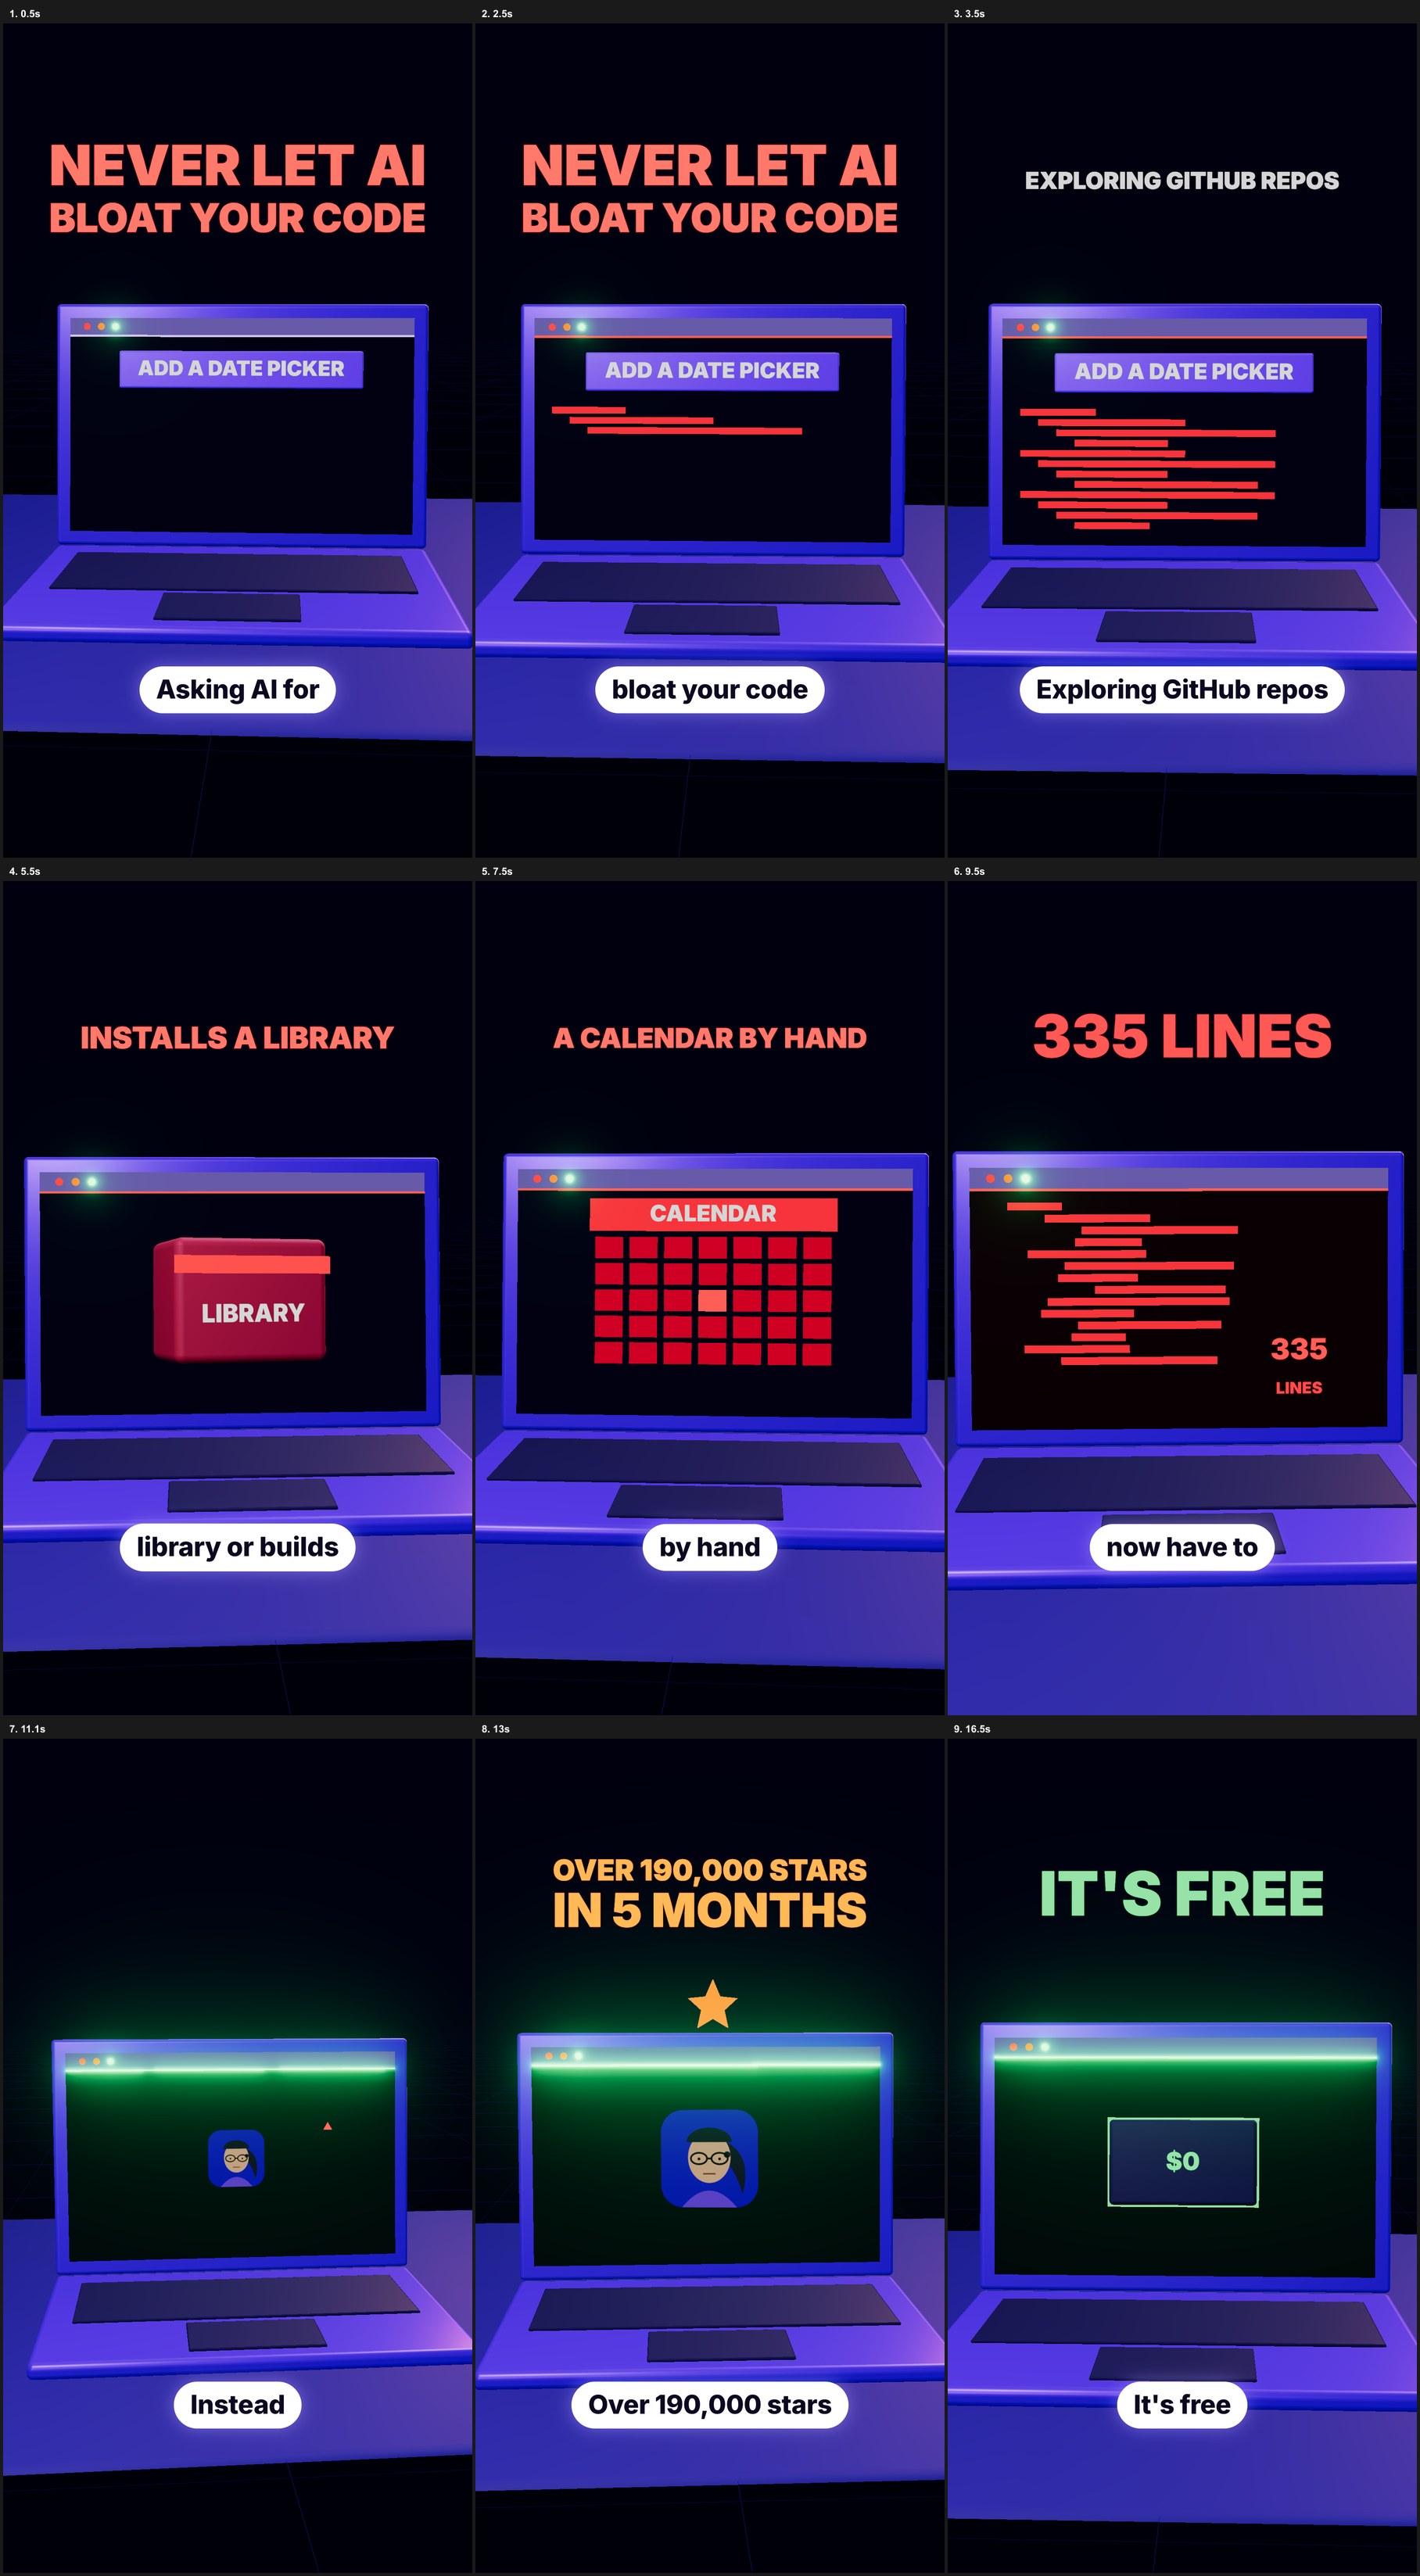 1. 0.5s
NEVER LET AI
BLOAT YOUR CODE
ADD A DATE PICKER
Asking AI for
2. 2.5s
NEVER LET AI
BLOAT YOUR CODE
ADD A DATE PICKER
bloat your code
3. 3.5s
EXPLORING GITHUB REPOS
ADD A DATE PICKER
Exploring GitHub repos
4. 5.5s
INSTALLS A LIBRARY
LIBRARY
library or builds
5. 7.5s
A CALENDAR BY HAND
CALENDAR
by hand
6. 9.5s
335 LINES
335
LINES
now have to
7. 11.1s
Instead
8. 13s
OVER 190,000 STARS
IN 5 MONTHS
Over 190,000 stars
9. 16.5s
IT'S FREE
$0
It's free